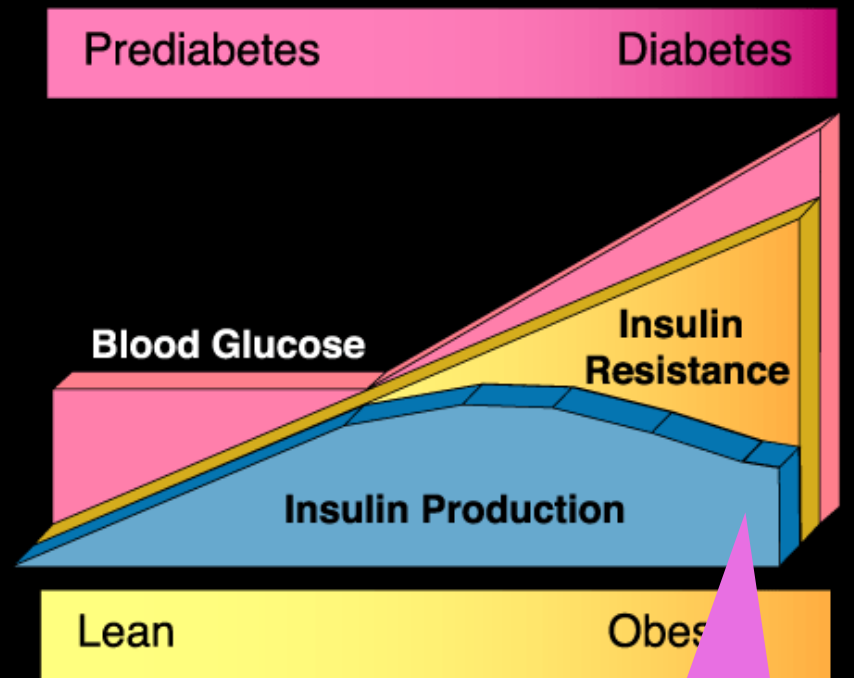 Prediabetes Diabetes
Blood Glucose
Insulin
Resistance
Insulin Production
Lean